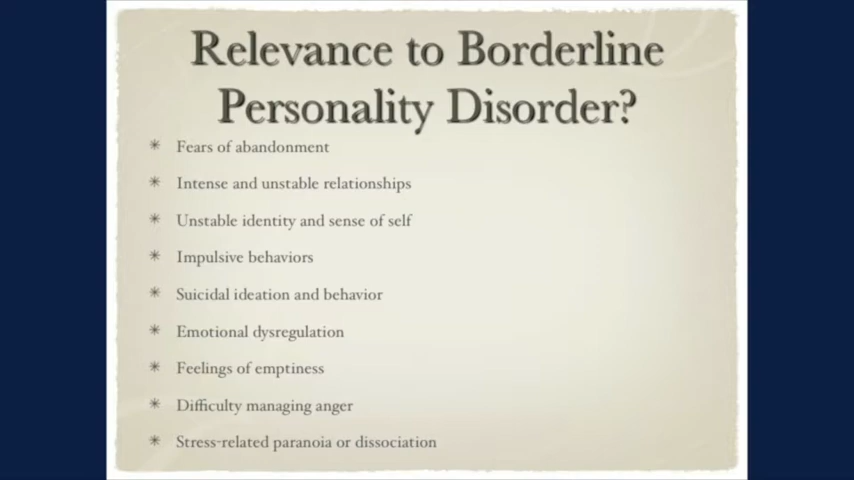 Relevance to Borderline
Personality Disorder?
* Fears of abandonment
* Intense and unstable relationships
* Unstable identity and sense of self
* Impulsive behaviors
* Suicidal ideation and behavior
* Emotional dysregulation
* Feelings of emptiness
* Difficulty managing anger
* Stress-related paranoia or dissociation